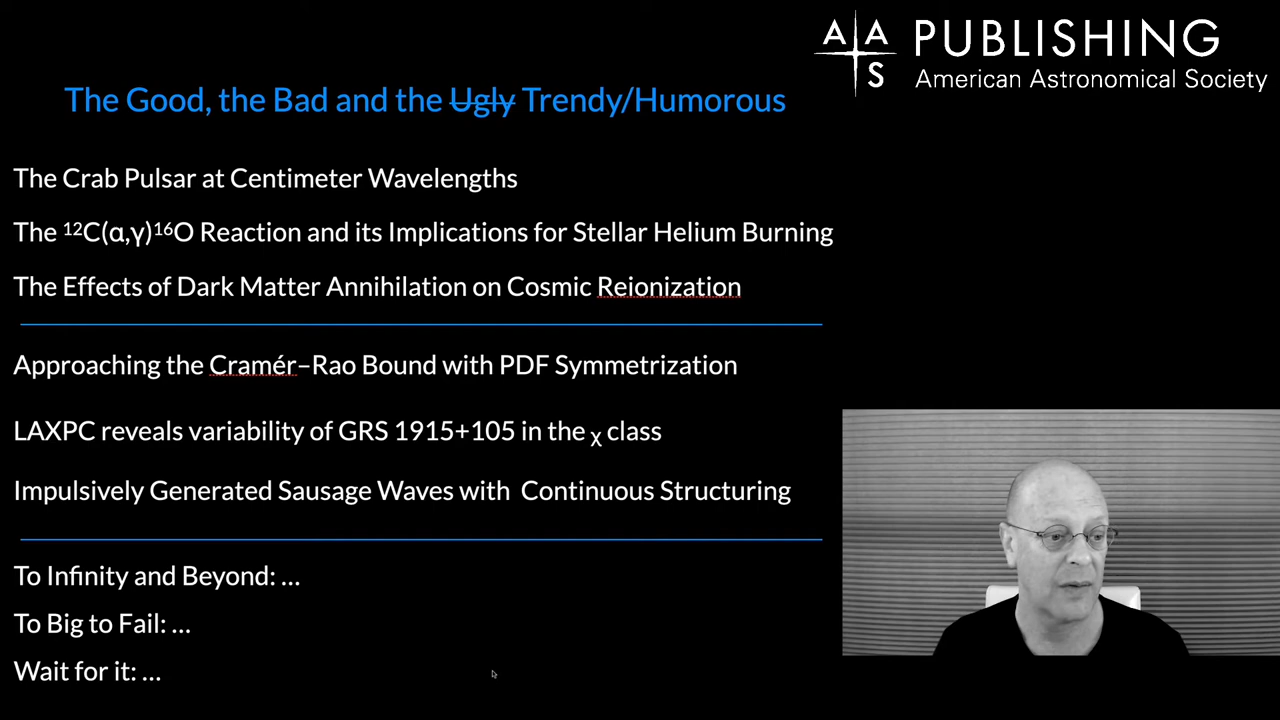 A A S PUBLISHING
American Astronomical Society
The Good, the Bad and the Ugly Trendy/Humorous
The Crab Pulsar at Centimeter Wavelengths
The ¹²C(α,γ)¹⁶O Reaction and its Implications for Stellar Helium Burning
The Effects of Dark Matter Annihilation on Cosmic Reionization
Approaching the Cramér–Rao Bound with PDF Symmetrization
LAXPC reveals variability of GRS 1915+105 in the χ class
Impulsively Generated Sausage Waves with Continuous Structuring
To Infinity and Beyond: ...
To Big to Fail: ...
Wait for it: ...